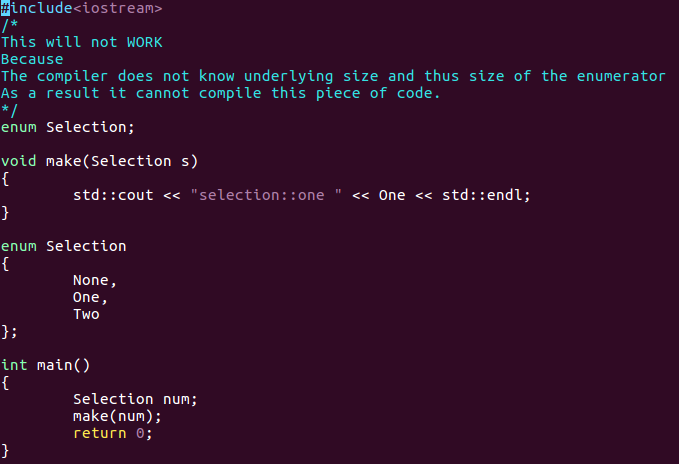 #include<iostream>
/*
This will not WORK
Because
The compiler does not know underlying size and thus size of the enumerator
As a result it cannot compile this piece of code.
*/
enum Selection;

void make(Selection s)
{
        std::cout << "selection::one " << One << std::endl;
}

enum Selection
{
        None,
        One,
        Two
};

int main()
{
        Selection num;
        make(num);
        return 0;
}